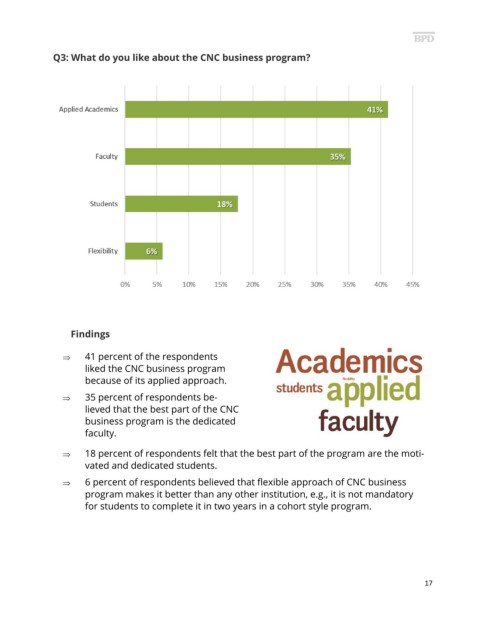 BPD
Q3: What do you like about the CNC business program?
Applied Academics
41%
Faculty
35%
Students
18%
Flexibility
6%
0% 5% 10% 15% 20% 25% 30% 35% 40% 45%
Findings
⇒ 41 percent of the respondents
liked the CNC business program
because of its applied approach.
⇒ 35 percent of respondents be-
lieved that the best part of the CNC
business program is the dedicated
faculty.
Academics
students applied
faculty
⇒ 18 percent of respondents felt that the best part of the program are the moti-
vated and dedicated students.
⇒ 6 percent of respondents believed that flexible approach of CNC business
program makes it better than any other institution, e.g., it is not mandatory
for students to complete it in two years in a cohort style program.
17